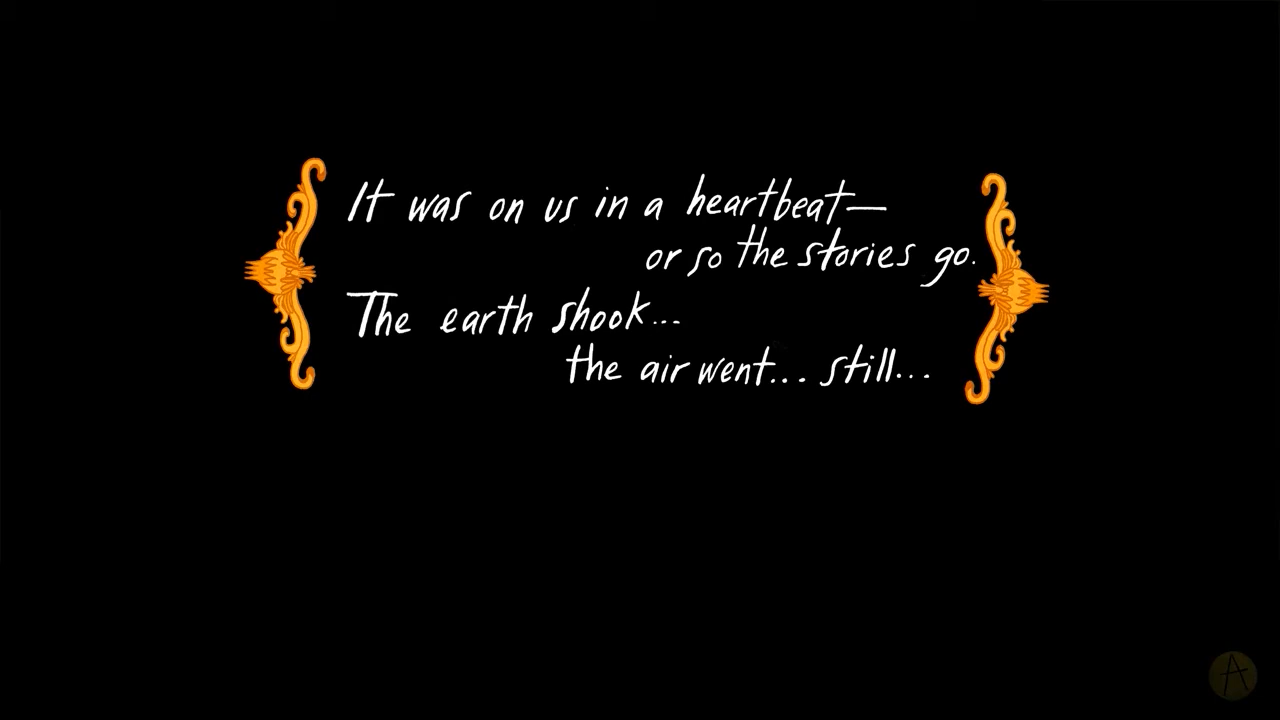 It was on us in a heartbeat—
or so the stories go.
The earth shook...
the air went... still...
A